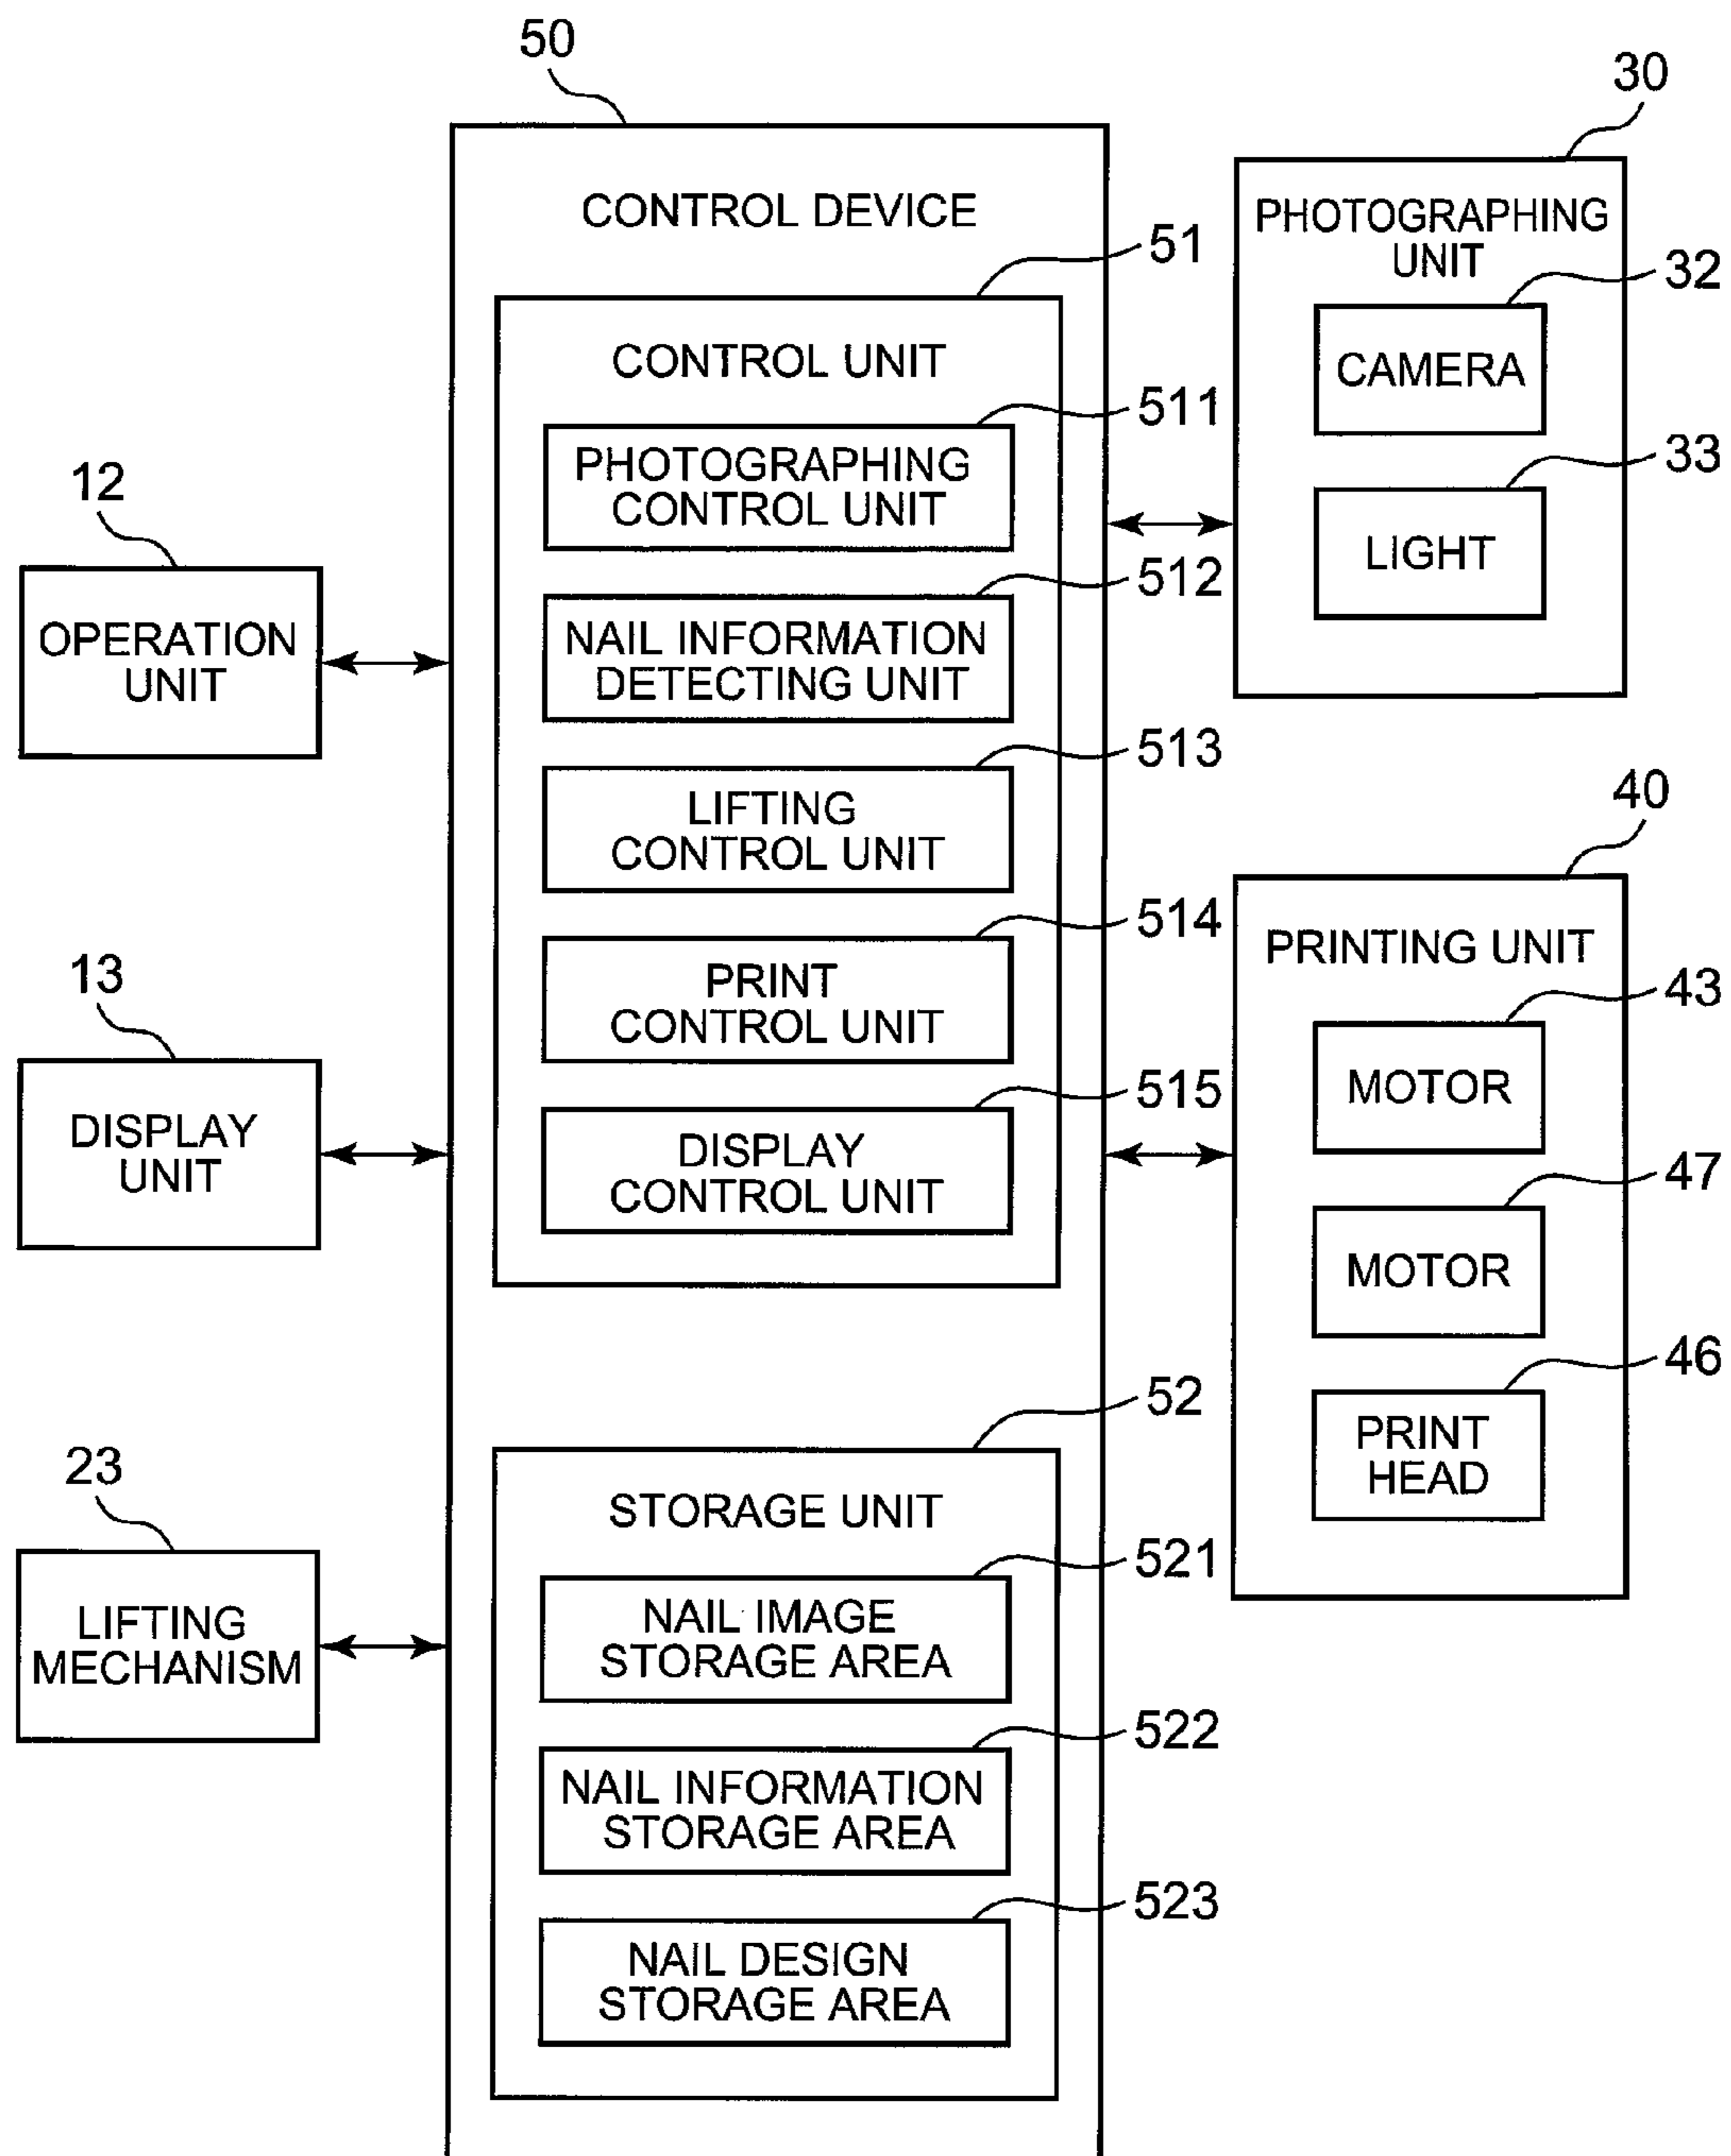 50
CONTROL DEVICE
51
CONTROL UNIT
511
PHOTOGRAPHING
CONTROL UNIT
512
NAIL INFORMATION
DETECTING UNIT
513
LIFTING
CONTROL UNIT
514
PRINT
CONTROL UNIT
515
DISPLAY
CONTROL UNIT
52
STORAGE UNIT
521
NAIL IMAGE
STORAGE AREA
522
NAIL INFORMATION
STORAGE AREA
523
NAIL DESIGN
STORAGE AREA
12
OPERATION
UNIT
13
DISPLAY
UNIT
23
LIFTING
MECHANISM
30
PHOTOGRAPHING
UNIT
32
CAMERA
33
LIGHT
40
PRINTING UNIT
43
MOTOR
47
MOTOR
46
PRINT
HEAD